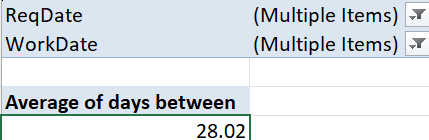 ReqDate (Multiple Items)
WorkDate (Multiple Items)
Average of days between
28.02